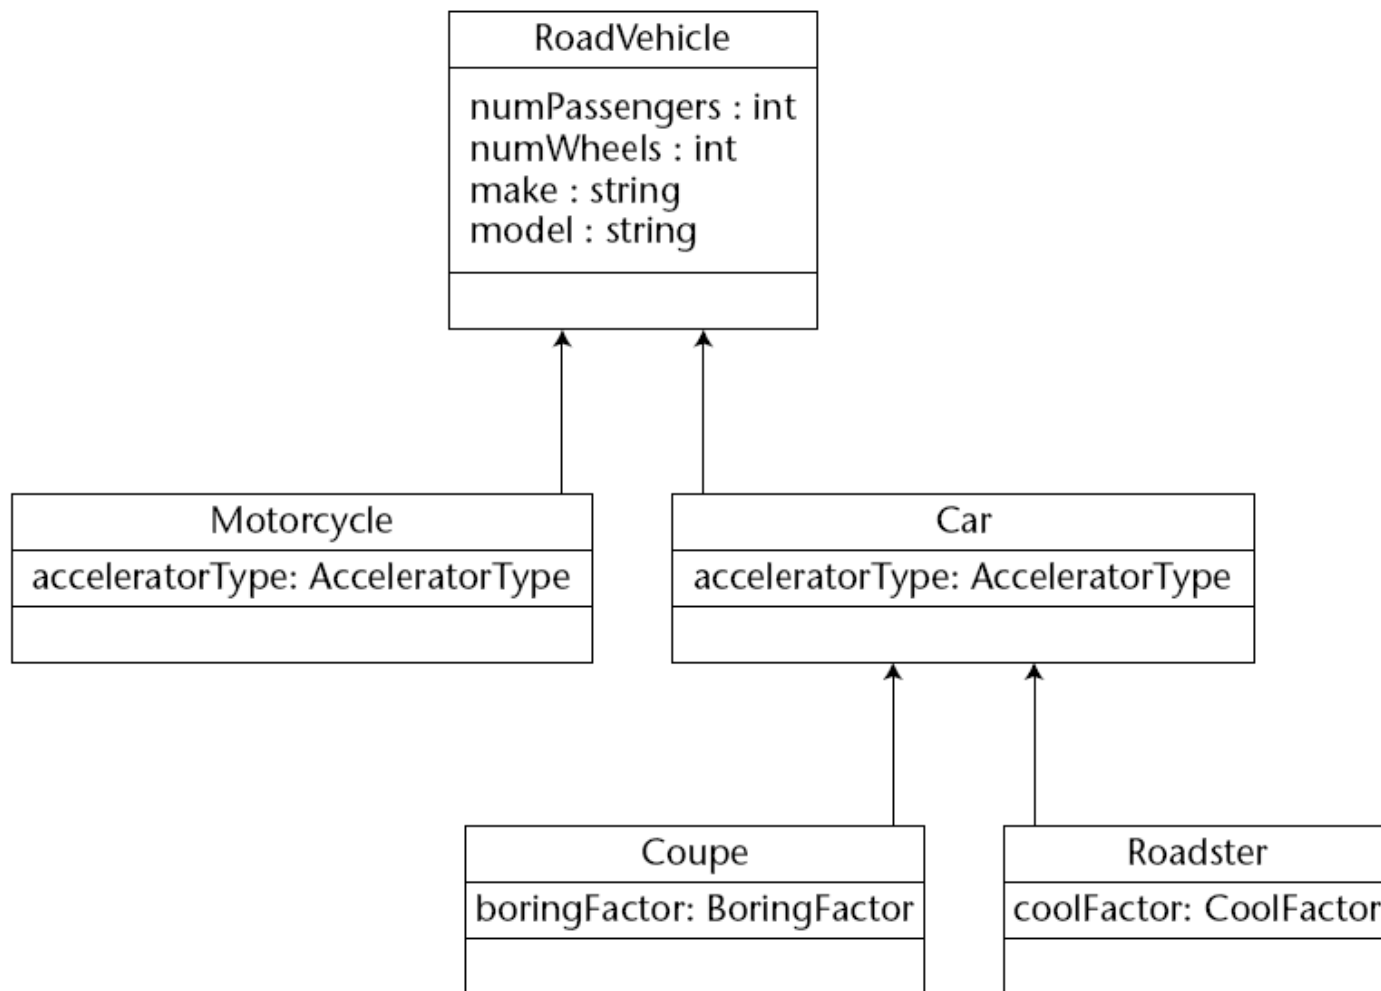 RoadVehicle
numPassengers : int
numWheels : int
make : string
model : string
Motorcycle
acceleratorType: AcceleratorType
Car
acceleratorType: AcceleratorType
Coupe
boringFactor: BoringFactor
Roadster
coolFactor: CoolFactor